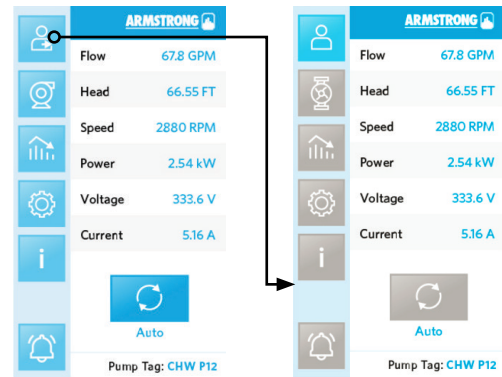 ARMSTRONG
Flow 67.8 GPM
Head 66.55 FT
Speed 2880 RPM
Power 2.54 kW
Voltage 333.6 V
Current 5.16 A
i
Auto
Pump Tag: CHW P12
ARMSTRONG
Flow 67.8 GPM
Head 66.55 FT
Speed 2880 RPM
Power 2.54 kW
Voltage 333.6 V
Current 5.16 A
i
Auto
Pump Tag: CHW P12